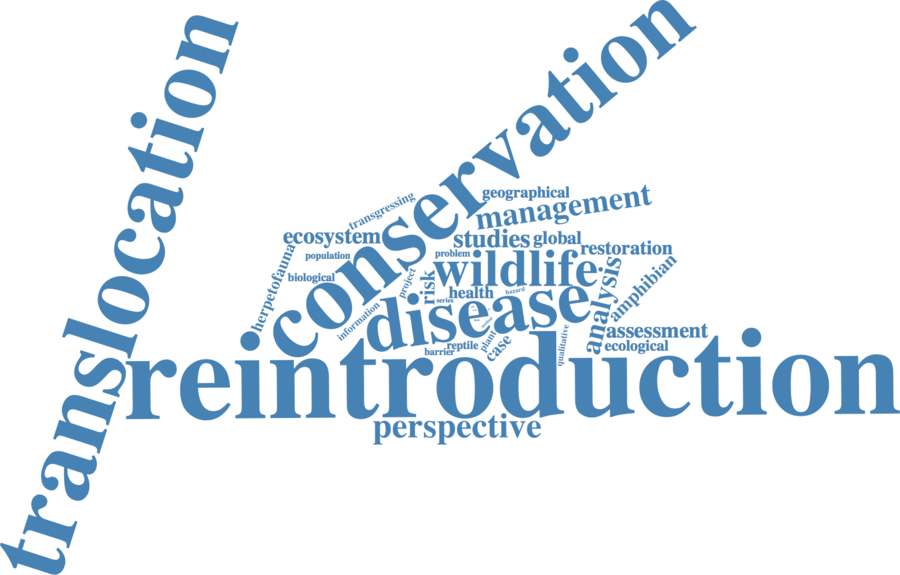 translocation
conservation
transgressing
geographical
management
ecosystem
studies
global
restoration
population
problem
wildlife
herpetofauna
biological
project
risk
health
series
hazard
analysis
amphibian
information
disease
assessment
barrier
reptile
plant
case
qualitative
ecological
reintroduction
perspective